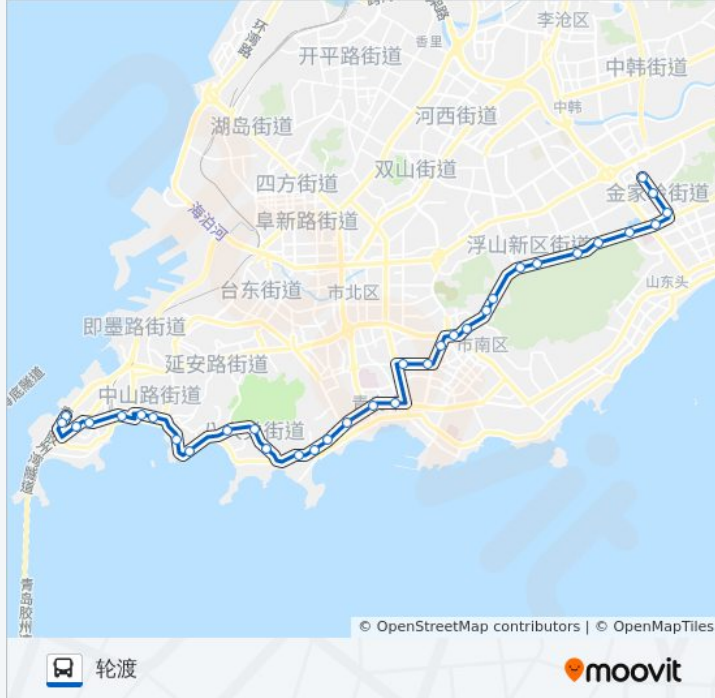 李沧区
环湾路
香里
开平路街道
中韩街道
中韩
河西街道
湖岛街道
双山街道
四方街道
金家 街道
海泊河
阜新路街道
浮山新区街道
山东头
台东街道
市北区
即墨路街道
市南区
延安路街道
中山路街道
青
八 街道
青岛胶州
© OpenStreetMap contributors | © OpenMapTiles
轮渡
moovit